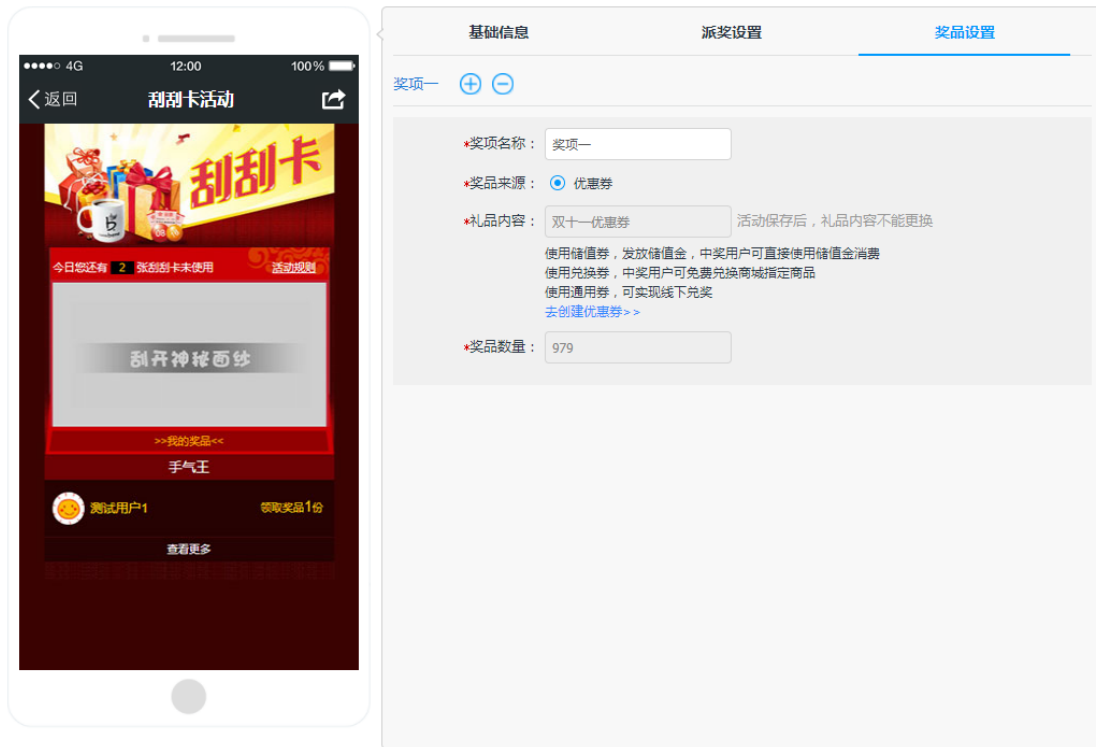 4G 12:00 100%
返回 刮刮卡活动
刮刮卡
今日您还有 2 张刮刮卡未使用 活动规则
刮开神秘面纱
>>我的奖品<<
手气王
测试用户1 领取奖品1份
查看更多
基础信息 派奖设置 奖品设置
奖项一
*奖项名称： 奖项一
*奖品来源： 优惠券
*礼品内容： 双十一优惠券 活动保存后，礼品内容不能更换
使用储值券，发放储值金，中奖用户可直接使用储值金消费
使用兑换券，中奖用户可免费兑换商城指定商品
使用通用券，可实现线下兑奖
去创建优惠券>>
*奖品数量： 979